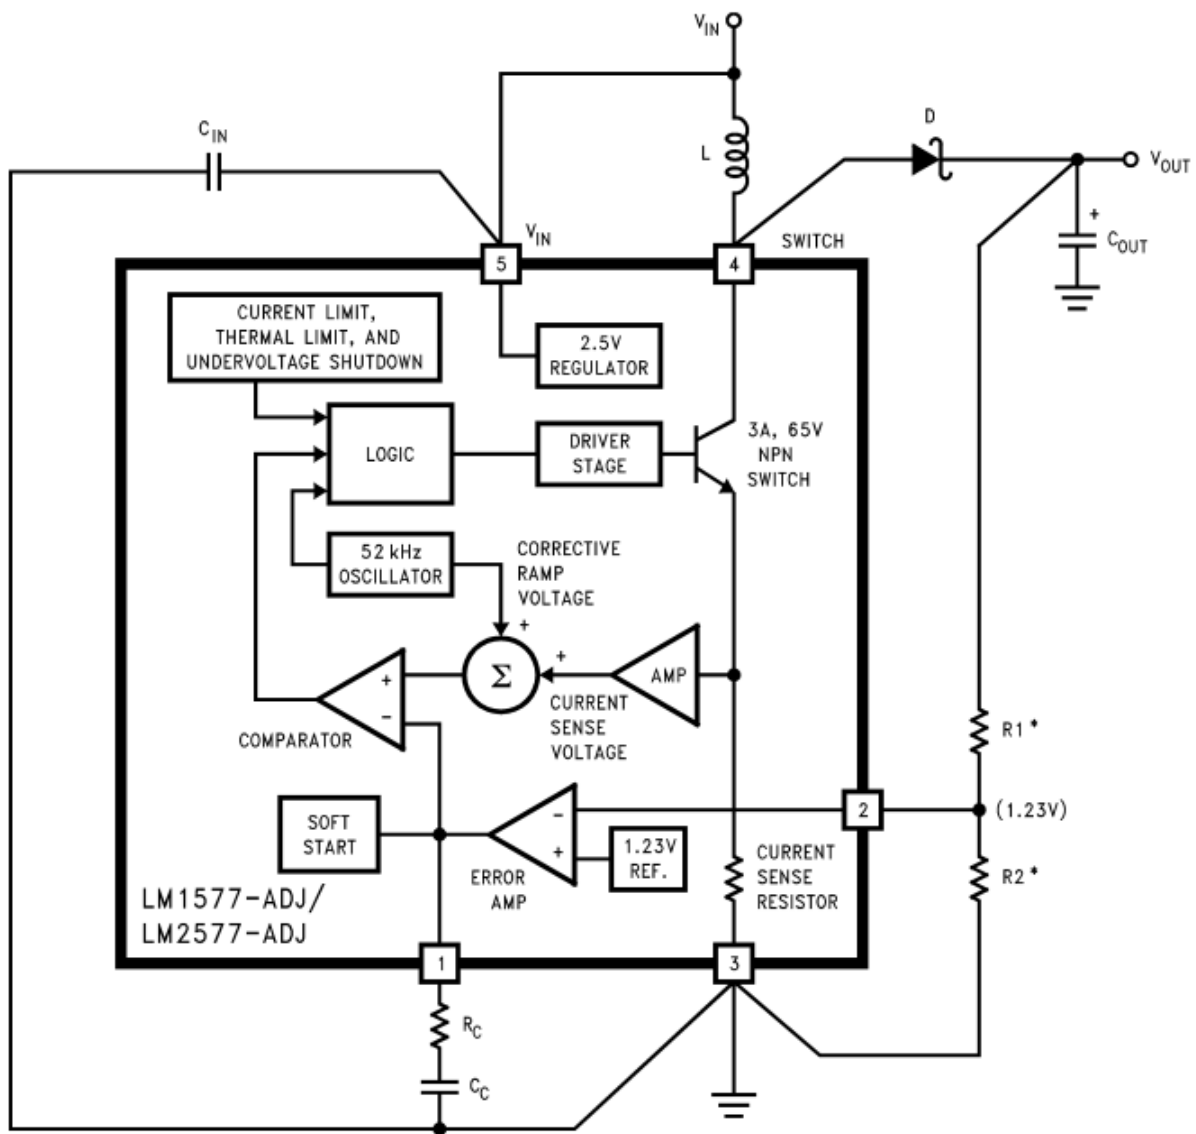 VIN
CIN
L
D
VOUT
+
COUT
VIN
SWITCH
5
4
CURRENT LIMIT,
THERMAL LIMIT, AND
UNDERVOLTAGE SHUTDOWN
2.5V
REGULATOR
LOGIC
DRIVER
STAGE
3A, 65V
NPN
SWITCH
52 kHz
OSCILLATOR
CORRECTIVE
RAMP
VOLTAGE
+
+
Σ
AMP
+
-
COMPARATOR
CURRENT
SENSE
VOLTAGE
R1*
SOFT
START
-
+
ERROR
AMP
1.23V
REF.
2
(1.23V)
CURRENT
SENSE
RESISTOR
R2*
LM1577-ADJ/
LM2577-ADJ
1
3
RC
CC